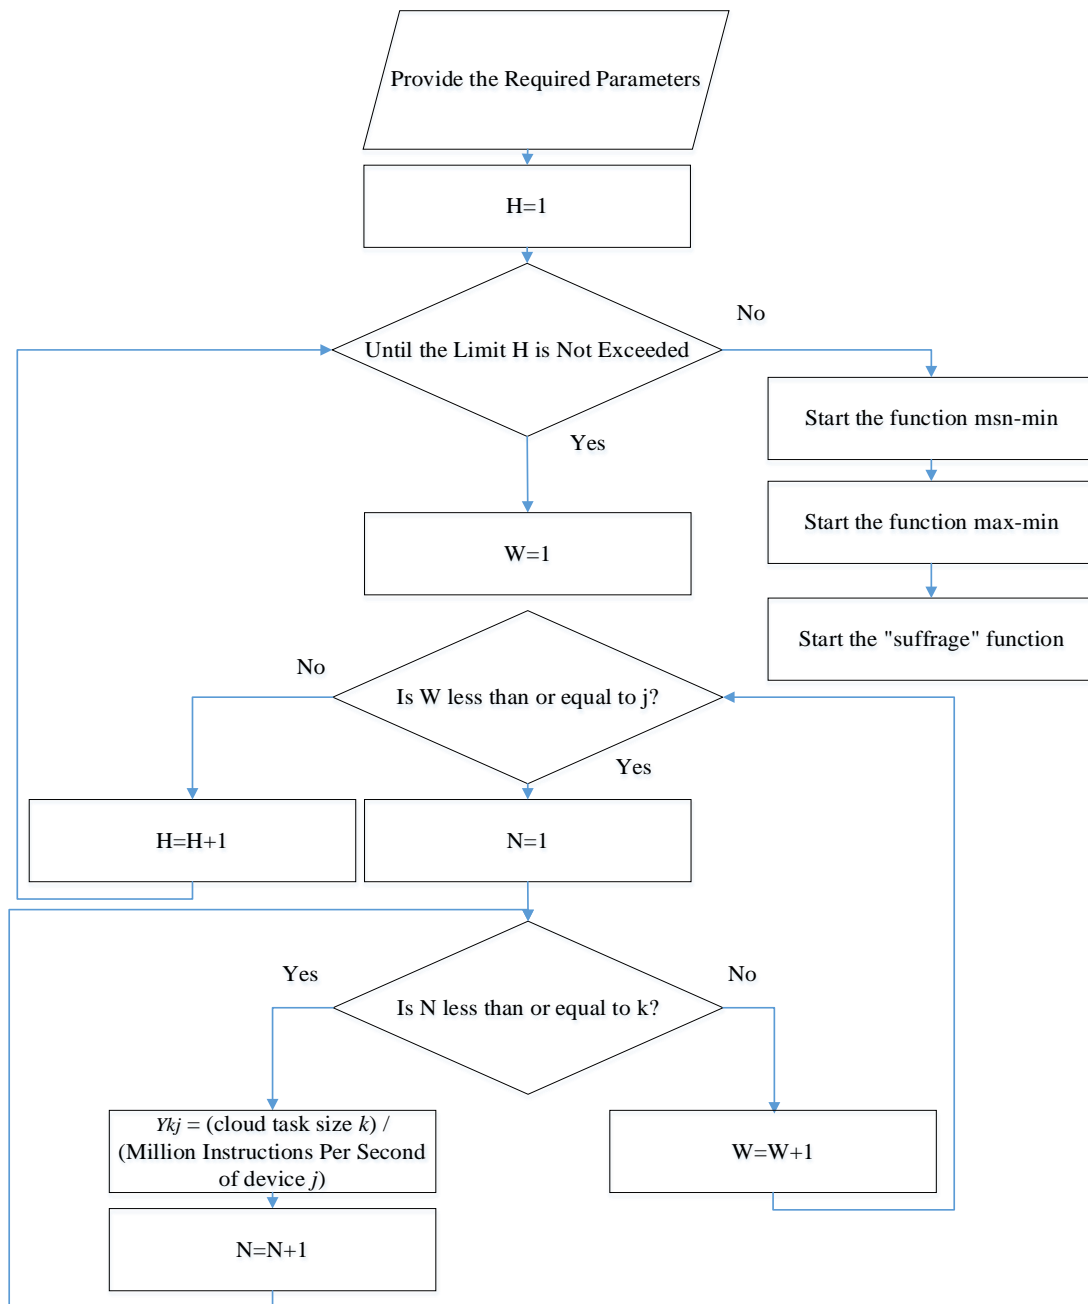 Provide the Required Parameters
H=1
No
Until the Limit H is Not Exceeded
Yes
Start the function msn-min
Start the function max-min
W=1
Start the "suffrage" function
No
Is W less than or equal to j?
Yes
H=H+1
N=1
Yes
No
Is N less than or equal to k?
Ykj = (cloud task size k) /
(Million Instructions Per Second
of device j)
W=W+1
N=N+1